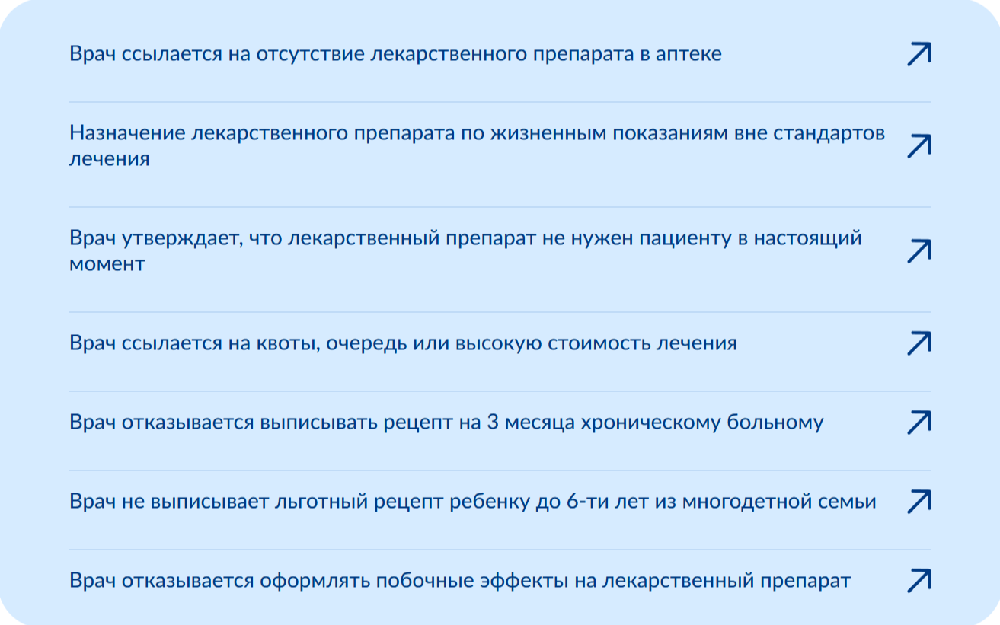 Врач ссылается на отсутствие лекарственного препарата в аптеке
Назначение лекарственного препарата по жизненным показаниям вне стандартов
лечения
Врач утверждает, что лекарственный препарат не нужен пациенту в настоящий
момент
Врач ссылается на квоты, очередь или высокую стоимость лечения
Врач отказывается выписывать рецепт на 3 месяца хроническому больному
Врач не выписывает льготный рецепт ребенку до 6-ти лет из многодетной семьи
Врач отказывается оформлять побочные эффекты на лекарственный препарат